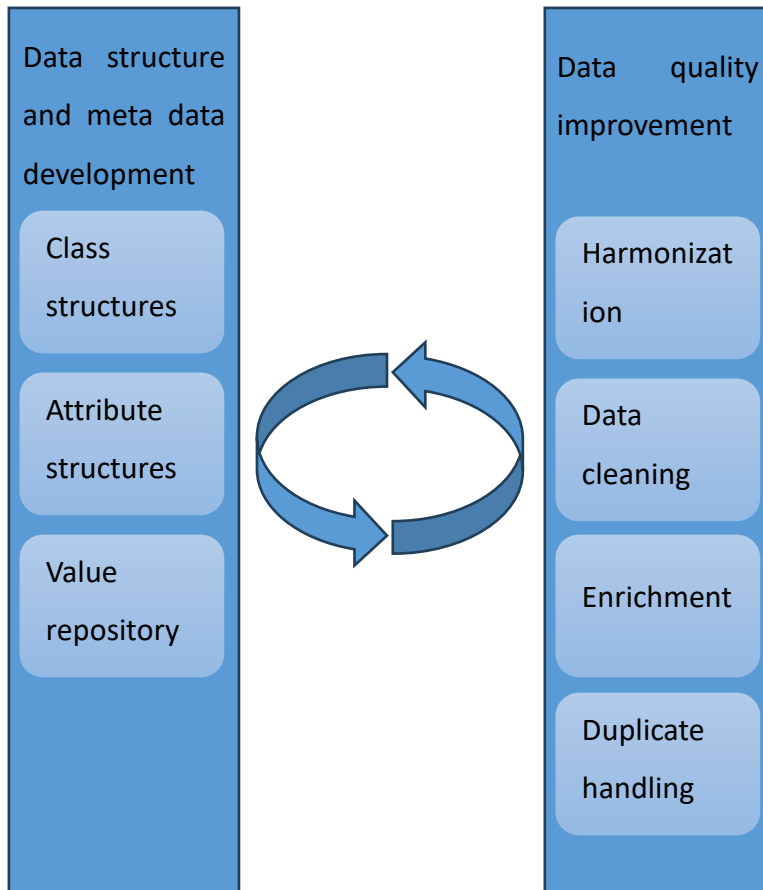 Data structure
and meta data
development
Class
structures
Attribute
structures
Value
repository
Data quality
improvement
Harmonizat
ion
Data
cleaning
Enrichment
Duplicate
handling